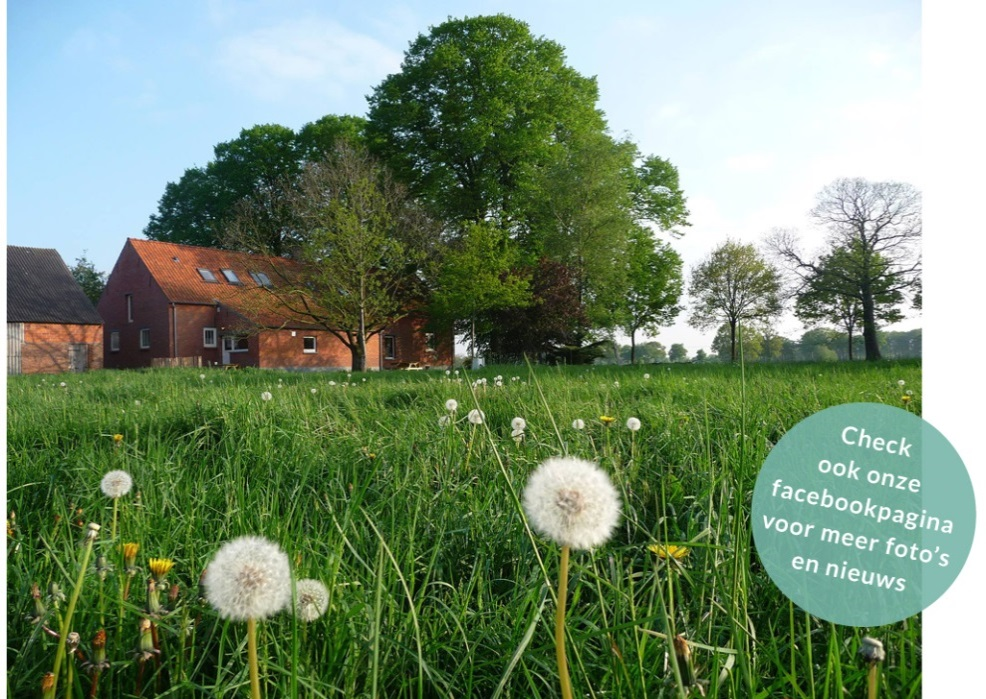 Check
ook onze
facebookpagina
voor meer foto's
en nieuws